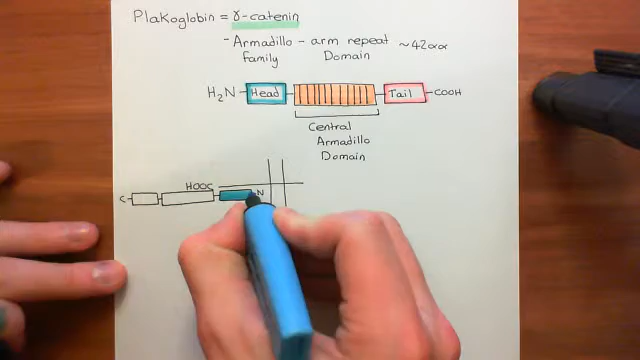 Plakoglobin = γ-catenin
- Armadillo - arm repeat ~42aa
Family Domain
H₂N Head Tail COOH
Central
Armadillo
Domain
HOOC
C N